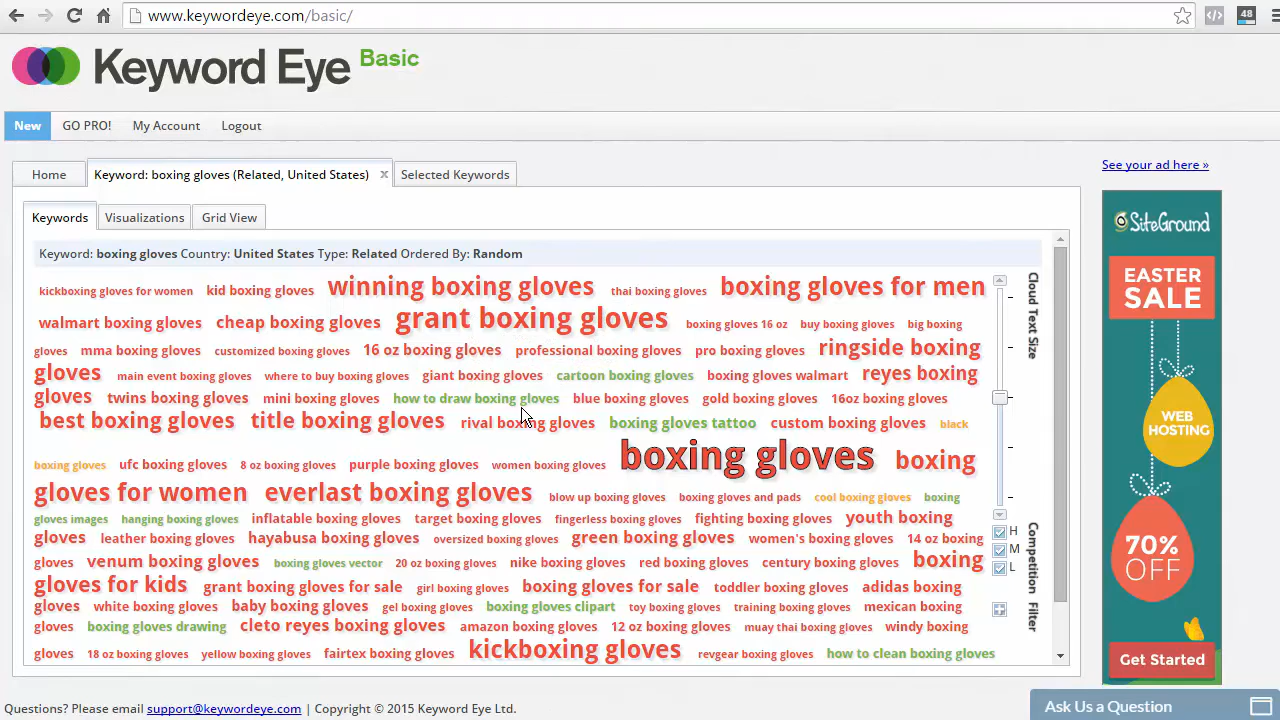 www.keywordeye.com/basic/
48
Keyword Eye Basic
New GO PRO! My Account Logout
Home Keyword: boxing gloves (Related, United States) x Selected Keywords
See your ad here »
Keywords Visualizations Grid View
Keyword: boxing gloves Country: United States Type: Related Ordered By: Random
kickboxing gloves for women kid boxing gloves winning boxing gloves thai boxing gloves boxing gloves for men
walmart boxing gloves cheap boxing gloves grant boxing gloves boxing gloves 16 oz buy boxing gloves big boxing
gloves mma boxing gloves customized boxing gloves 16 oz boxing gloves professional boxing gloves pro boxing gloves ringside boxing
gloves main event boxing gloves where to buy boxing gloves giant boxing gloves cartoon boxing gloves boxing gloves walmart reyes boxing
gloves twins boxing gloves mini boxing gloves how to draw boxing gloves blue boxing gloves gold boxing gloves 16oz boxing gloves
best boxing gloves title boxing gloves rival boxing gloves boxing gloves tattoo custom boxing gloves black
boxing gloves ufc boxing gloves 8 oz boxing gloves purple boxing gloves women boxing gloves boxing gloves boxing
gloves for women everlast boxing gloves blow up boxing gloves boxing gloves and pads cool boxing gloves boxing
gloves images hanging boxing gloves inflatable boxing gloves target boxing gloves fingerless boxing gloves fighting boxing gloves youth boxing
gloves leather boxing gloves hayabusa boxing gloves oversized boxing gloves green boxing gloves women's boxing gloves 14 oz boxing
gloves venum boxing gloves boxing gloves vector 20 oz boxing gloves nike boxing gloves red boxing gloves century boxing gloves boxing
gloves for kids grant boxing gloves for sale girl boxing gloves boxing gloves for sale toddler boxing gloves adidas boxing
gloves white boxing gloves baby boxing gloves gel boxing gloves boxing gloves clipart toy boxing gloves training boxing gloves mexican boxing
gloves boxing gloves drawing cleto reyes boxing gloves amazon boxing gloves 12 oz boxing gloves muay thai boxing gloves windy boxing
gloves 18 oz boxing gloves yellow boxing gloves fairtex boxing gloves kickboxing gloves revgear boxing gloves how to clean boxing gloves
Cloud Text Size
H
M
L
Competition Filter
SiteGround
EASTER
SALE
WEB
HOSTING
70%
OFF
Get Started
Questions? Please email support@keywordeye.com | Copyright © 2015 Keyword Eye Ltd.
Ask Us a Question